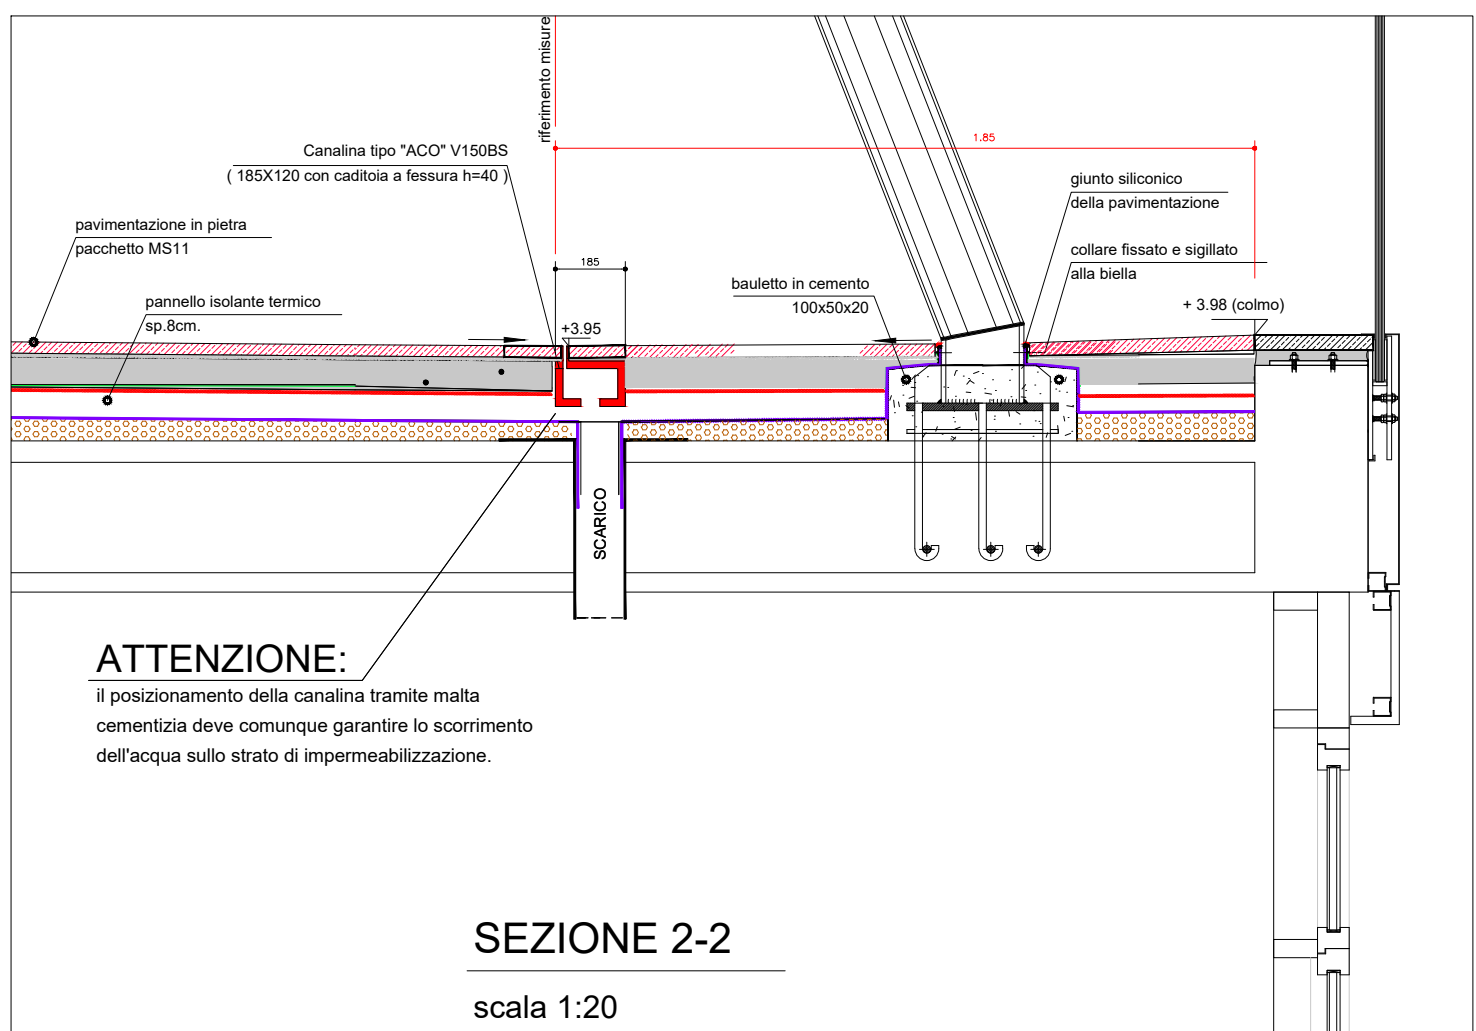 riferimento misure
1.85
Canalina tipo "ACO" V150BS
( 185X120 con caditoia a fessura h=40 )
giunto siliconico
della pavimentazione
pavimentazione in pietra
pacchetto MS11
collare fissato e sigillato
alla biella
185
bauletto in cemento
100x50x20
pannello isolante termico
sp.8cm.
+ 3.98 (colmo)
+3.95
SCARICO
ATTENZIONE:
il posizionamento della canalina tramite malta
cementizia deve comunque garantire lo scorrimento
dell'acqua sullo strato di impermeabilizzazione.
SEZIONE 2-2
scala 1:20